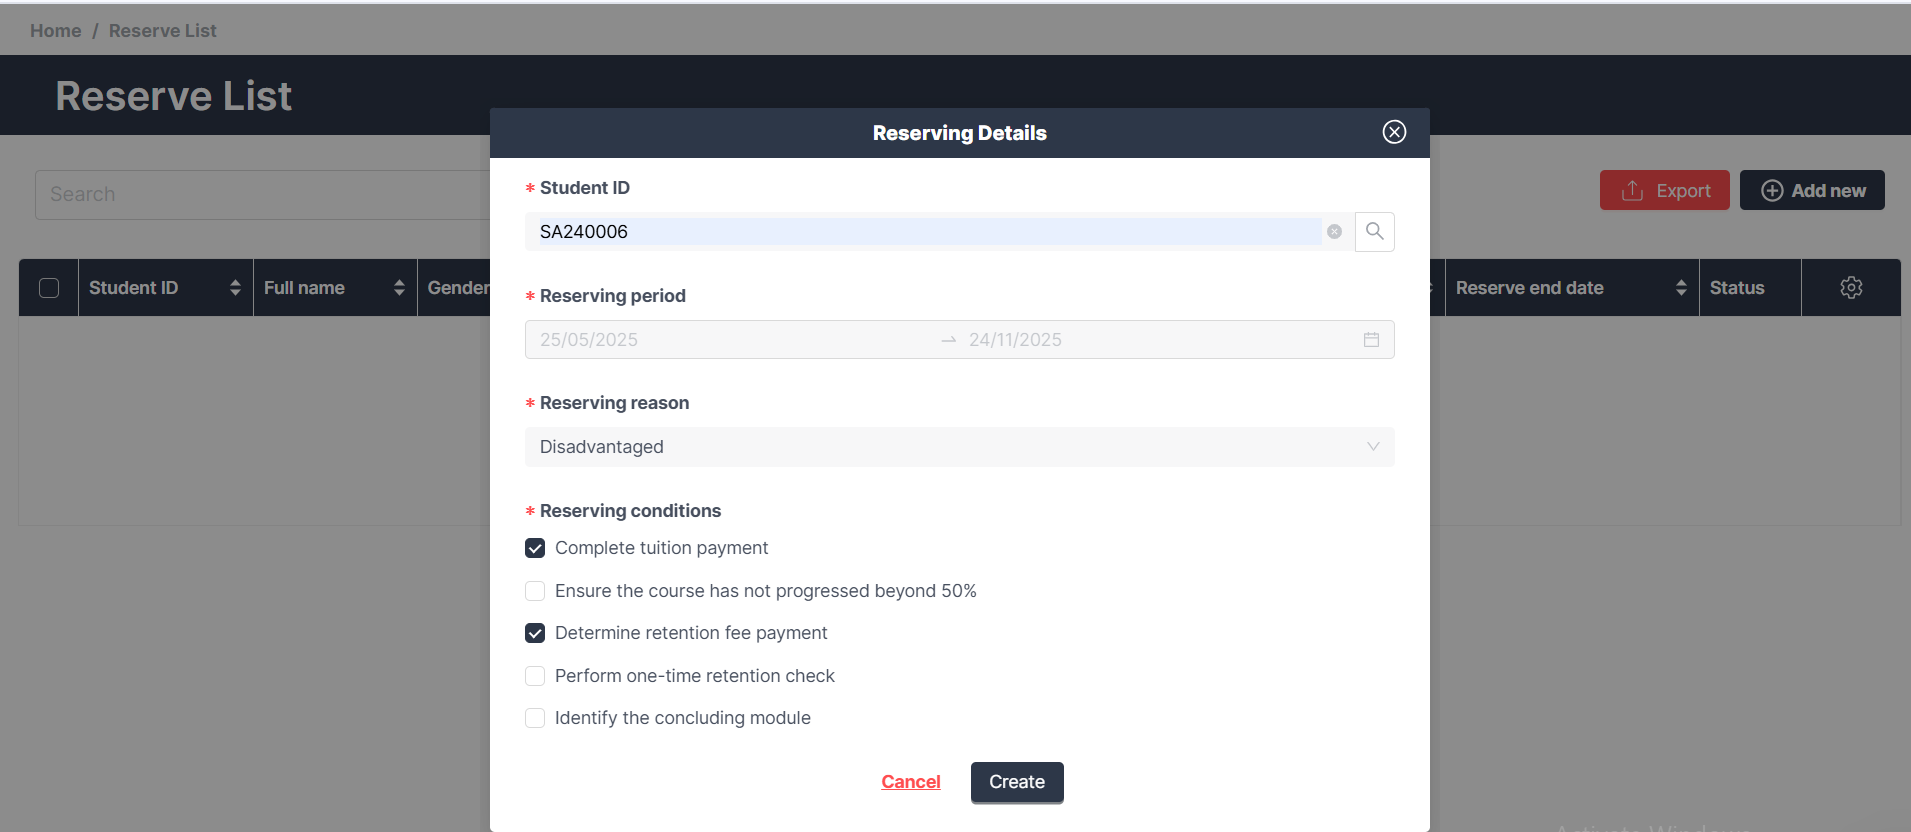 Home / Reserve List
Reserve List
Search
Export
Add new
Student ID
Full name
Gender
Reserve end date
Status
Reserving Details
* Student ID
SA240006
* Reserving period
25/05/2025 → 24/11/2025
* Reserving reason
Disadvantaged
* Reserving conditions
Complete tuition payment
Ensure the course has not progressed beyond 50%
Determine retention fee payment
Perform one-time retention check
Identify the concluding module
Cancel
Create
Activate Windows